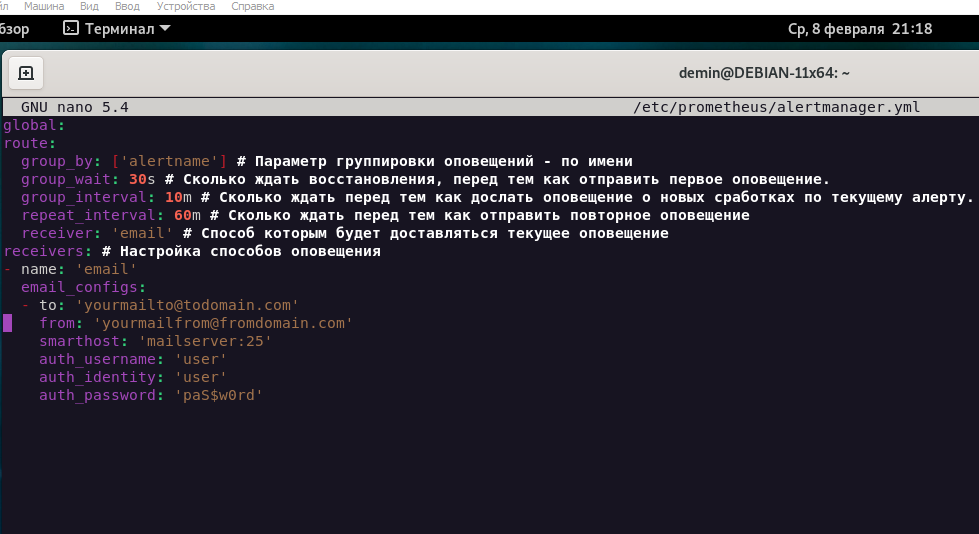 Машина Вид Ввод Устройства Справка
Терминал
Ср, 8 февраля 21:18
demin@DEBIAN-11x64: ~
GNU nano 5.4 /etc/prometheus/alertmanager.yml
global:
route:
group_by: ['alertname'] # Параметр группировки оповещений - по имени
group_wait: 30s # Сколько ждать восстановления, перед тем как отправить первое оповещение.
group_interval: 10m # Сколько ждать перед тем как дослать оповещение о новых сработках по текущему алерту.
repeat_interval: 60m # Сколько ждать перед тем как отправить повторное оповещение
receiver: 'email' # Способ которым будет доставляться текущее оповещение
receivers: # Настройка способов оповещения
- name: 'email'
email_configs:
- to: 'yourmailto@todomain.com'
from: 'yourmailfrom@fromdomain.com'
smarthost: 'mailserver:25'
auth_username: 'user'
auth_identity: 'user'
auth_password: 'paS$w0rd'